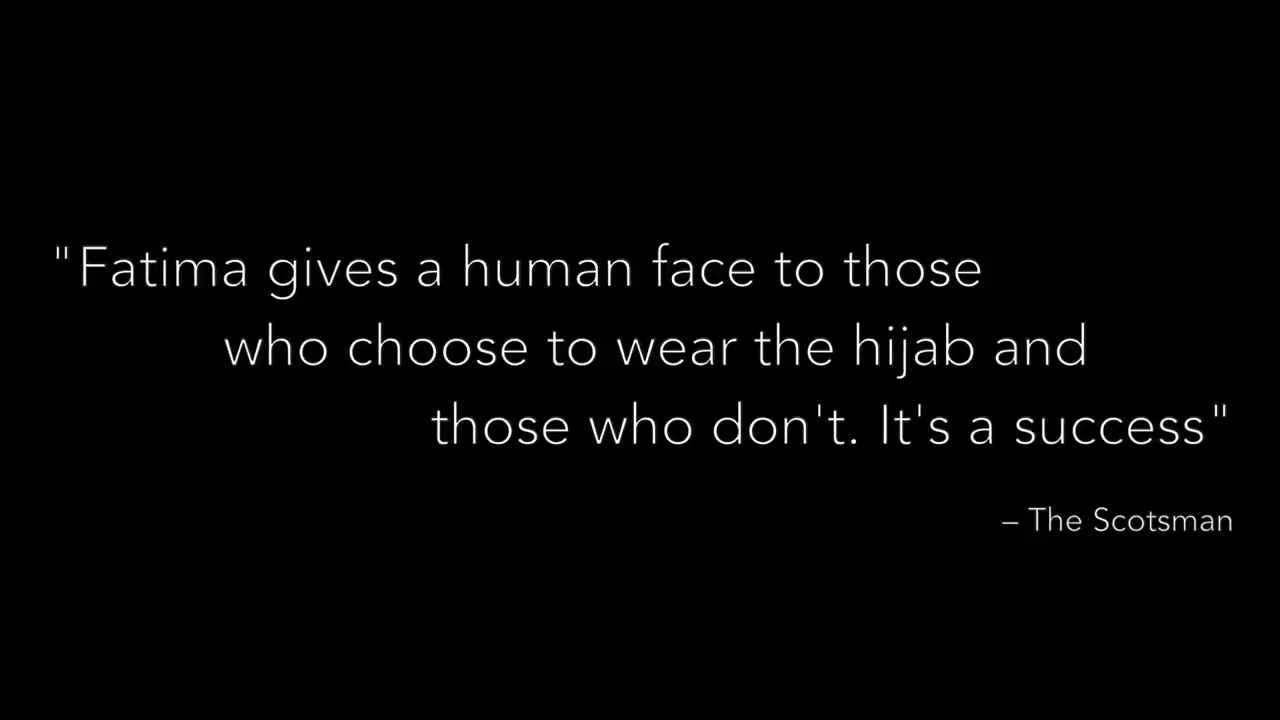 "Fatima gives a human face to those
who choose to wear the hijab and
those who don't. It's a success"
– The Scotsman